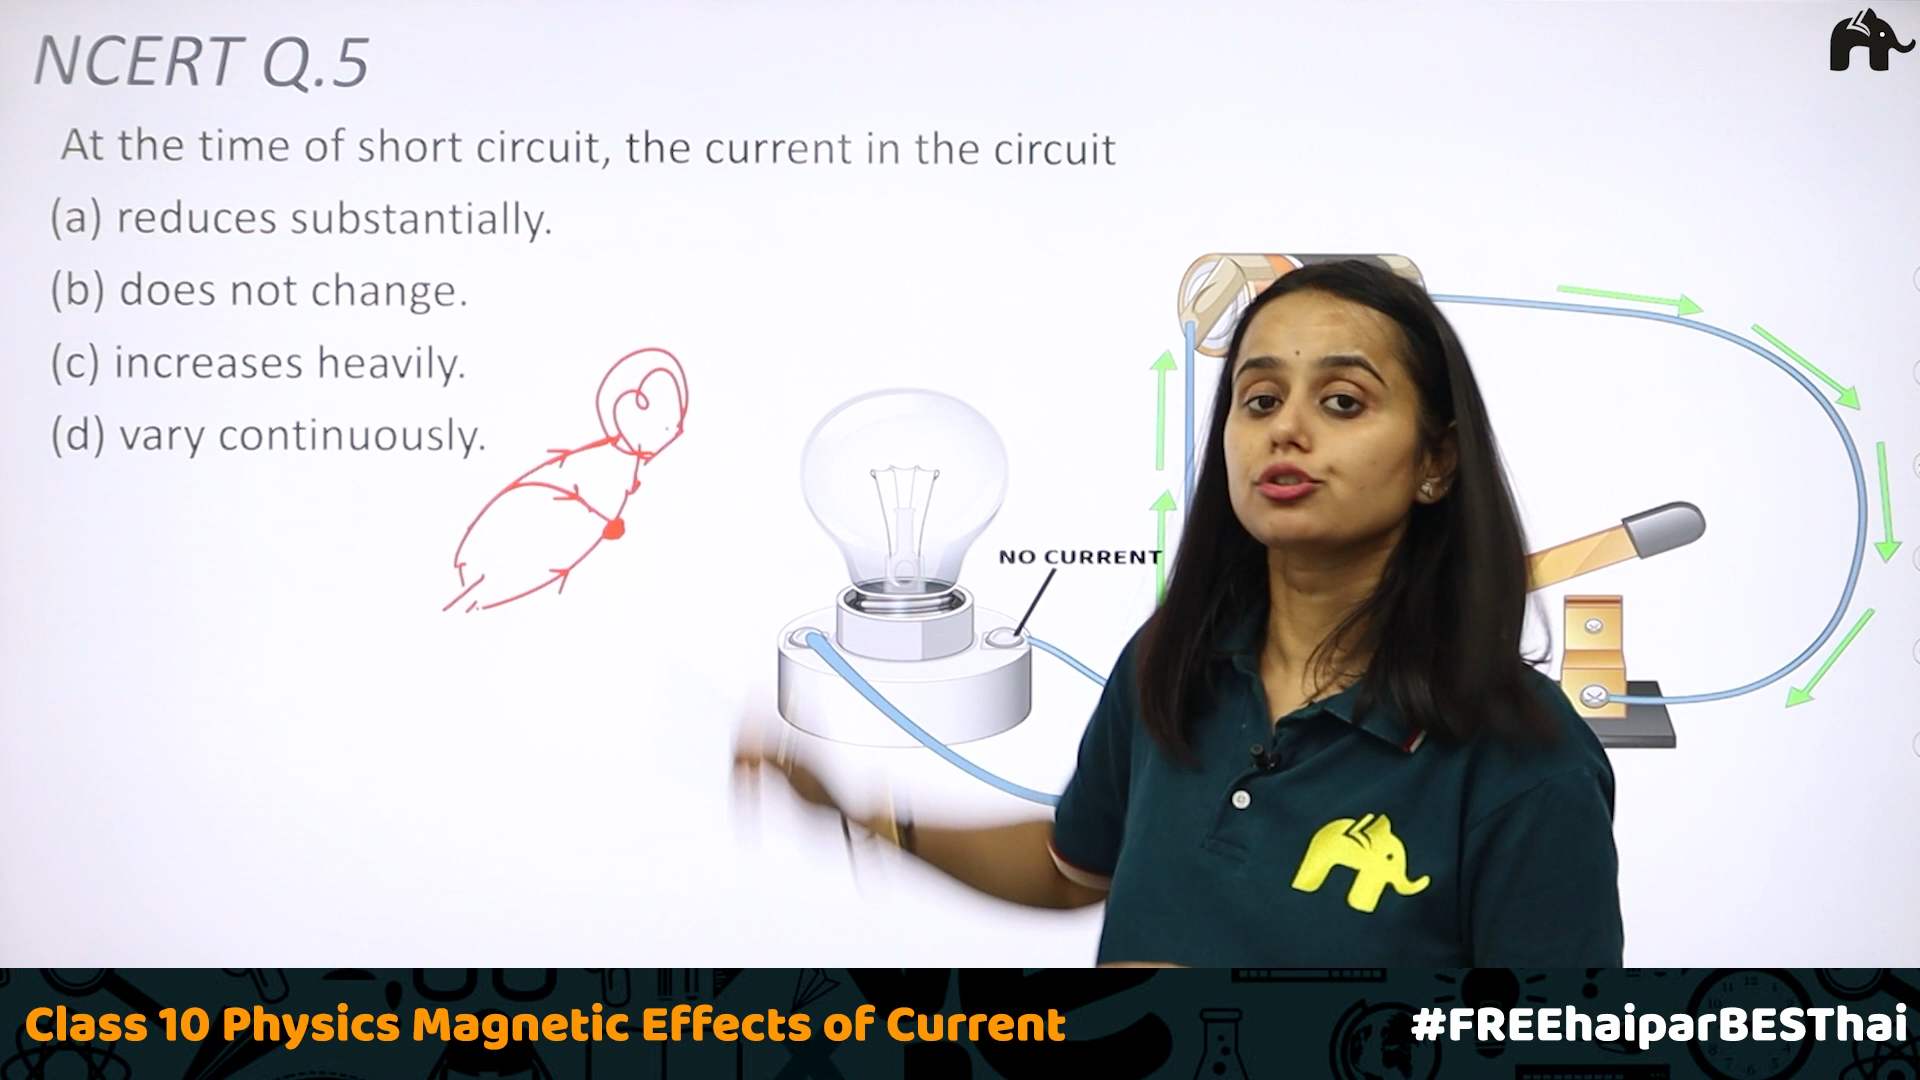 NCERT Q.5
At the time of short circuit, the current in the circuit
(a) reduces substantially.
(b) does not change.
(c) increases heavily.
(d) vary continuously.
NO CURRENT
Class 10 Physics Magnetic Effects of Current
#FREEhaiparBESThai